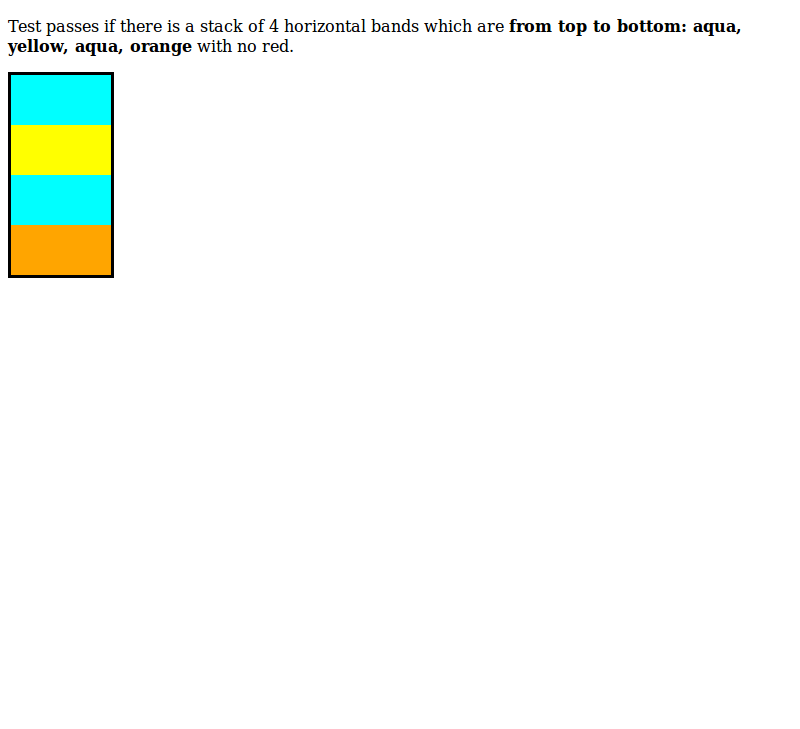 Test passes if there is a stack of 4 horizontal bands which are from top to bottom: aqua,
yellow, aqua, orange with no red.